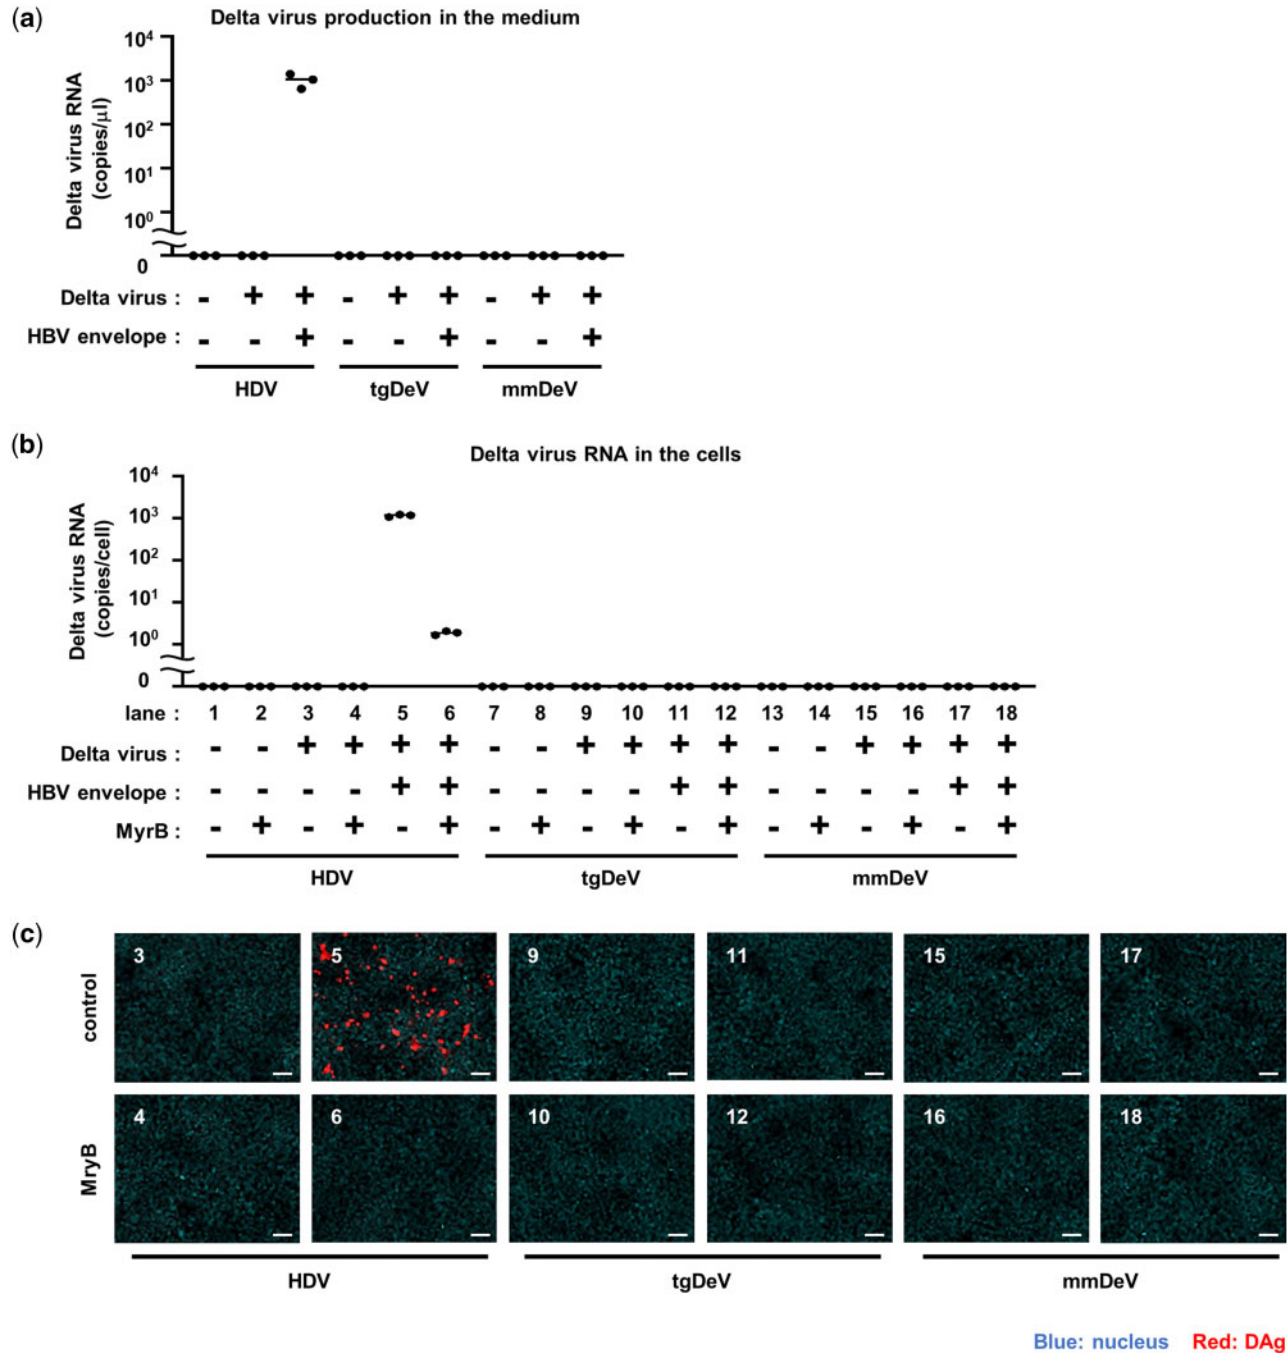 (a)
Delta virus production in the medium
Delta virus RNA
(copies/μl)
10⁴
10³
10²
10¹
10⁰
0
Delta virus : - + + - + + - + +
HBV envelope : - - + - - + - - +
HDV tgDeV mmDeV
(b)
Delta virus RNA in the cells
Delta virus RNA
(copies/cell)
10⁴
10³
10²
10¹
10⁰
0
lane : 1 2 3 4 5 6 7 8 9 10 11 12 13 14 15 16 17 18
Delta virus : - - + + + + - - + + + + - - + + + +
HBV envelope : - - - - + + - - - - + + - - - - + +
MyrB : - + - + - + - + - + - + - + - + - +
HDV tgDeV mmDeV
(c)
control
3 5 9 11 15 17
MryB
4 6 10 12 16 18
HDV tgDeV mmDeV
Blue: nucleus Red: DAg